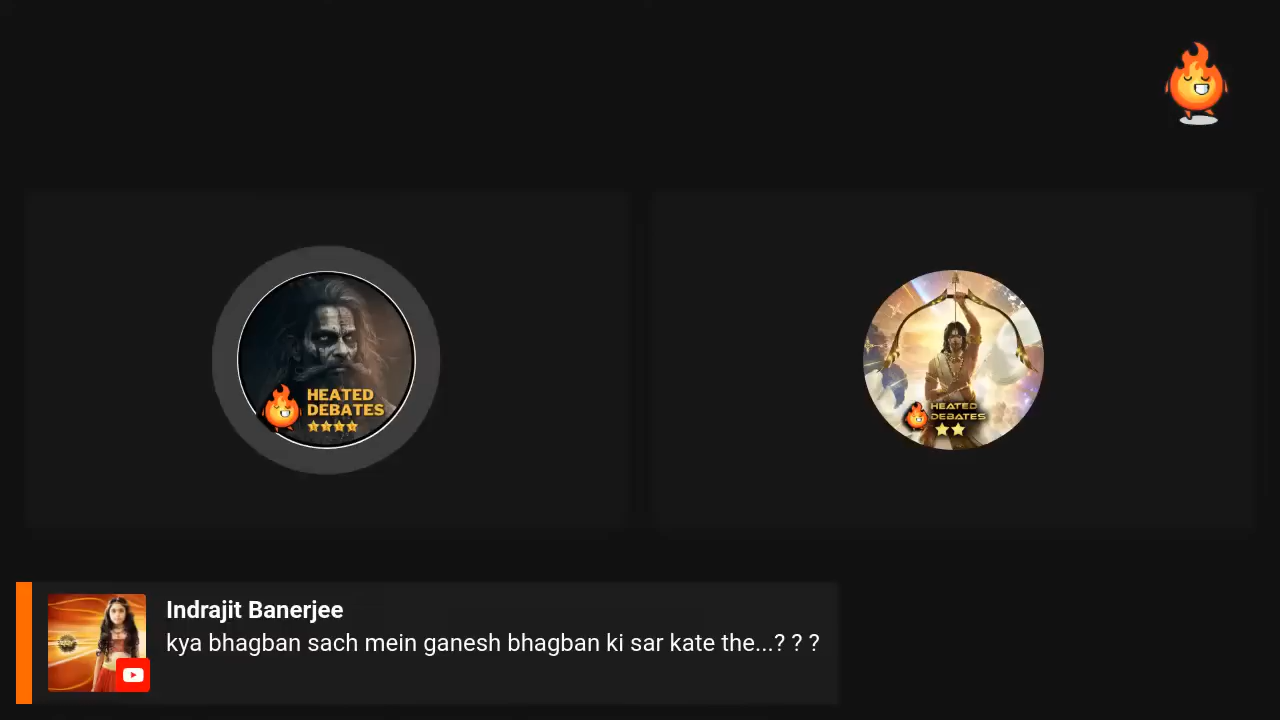 HEATED
DEBATES
HEATED
DEBATES
Indrajit Banerjee
kya bhagban sach mein ganesh bhagban ki sar kate the...? ? ?